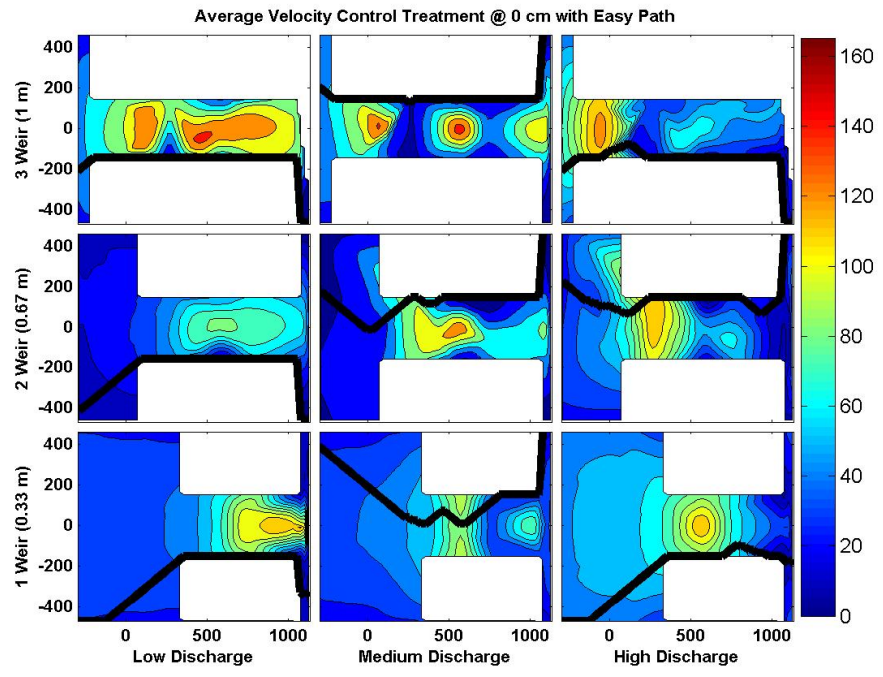 Average Velocity Control Treatment @ 0 cm with Easy Path
3 Weir (1 m)
400
200
0
-200
-400
2 Weir (0.67 m)
400
200
0
-200
-400
1 Weir (0.33 m)
400
200
0
-200
-400
0 500 1000
0 500 1000
0 500 1000
Low Discharge
Medium Discharge
High Discharge
160
140
120
100
80
60
40
20
0